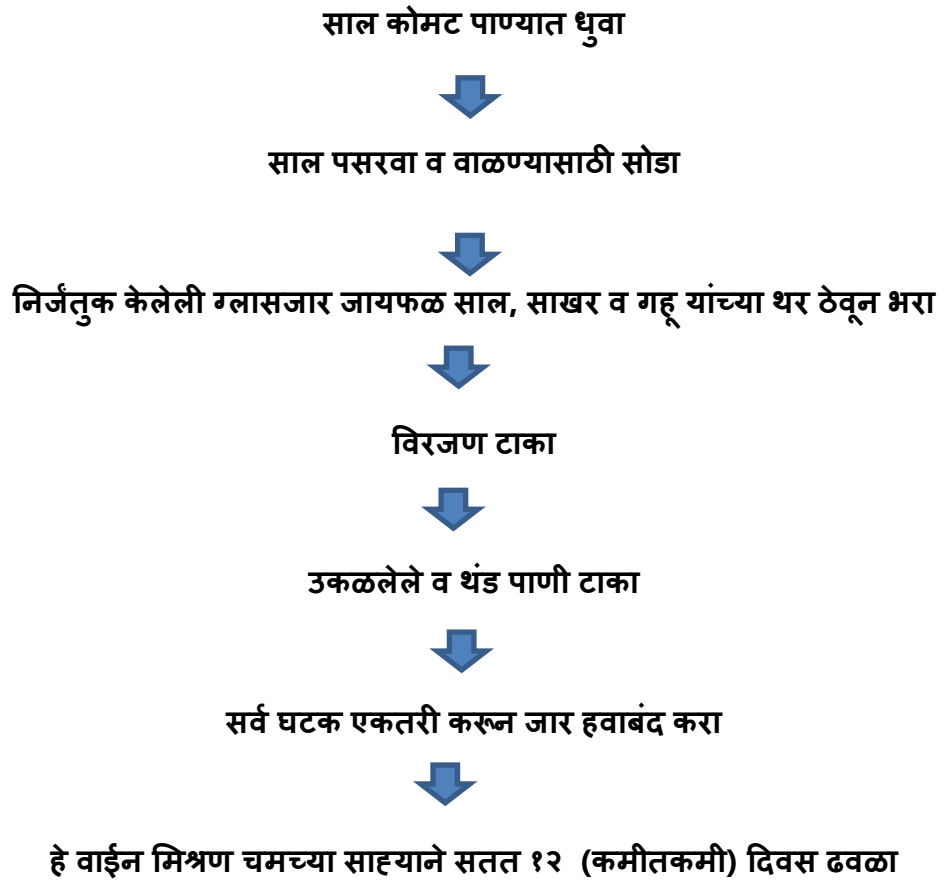 साल कोमट पाण्यात धुवा
साल पसरवा व वाळण्यासाठी सोडा
निर्जंतुक केलेली ग्लासजार जायफळ साल, साखर व गहू यांच्या थर ठेवून भरा
विरजण टाका
उकळलेले व थंड पाणी टाका
सर्व घटक एकतरी करून जार हवाबंद करा
हे वाईन मिश्रण चमच्या साह्याने सतत १२ (कमीतकमी) दिवस ढवळा